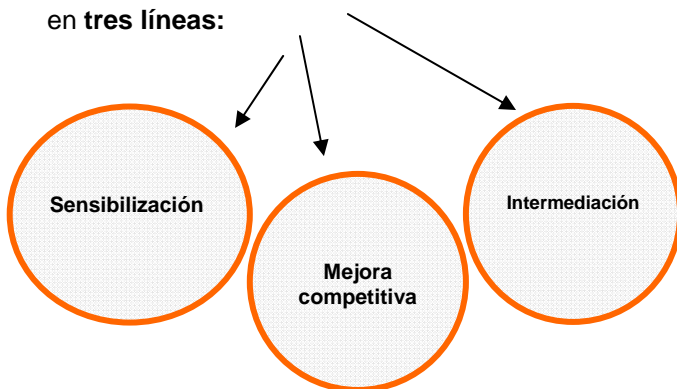 en tres líneas:
Sensibilización
Mejora
competitiva
Intermediación